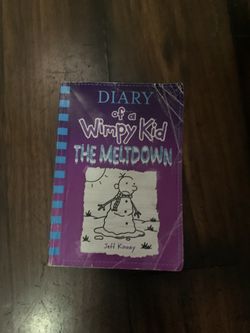 DIARY
of a
Wimpy Kid
THE MELTDOWN
Jeff Kinney